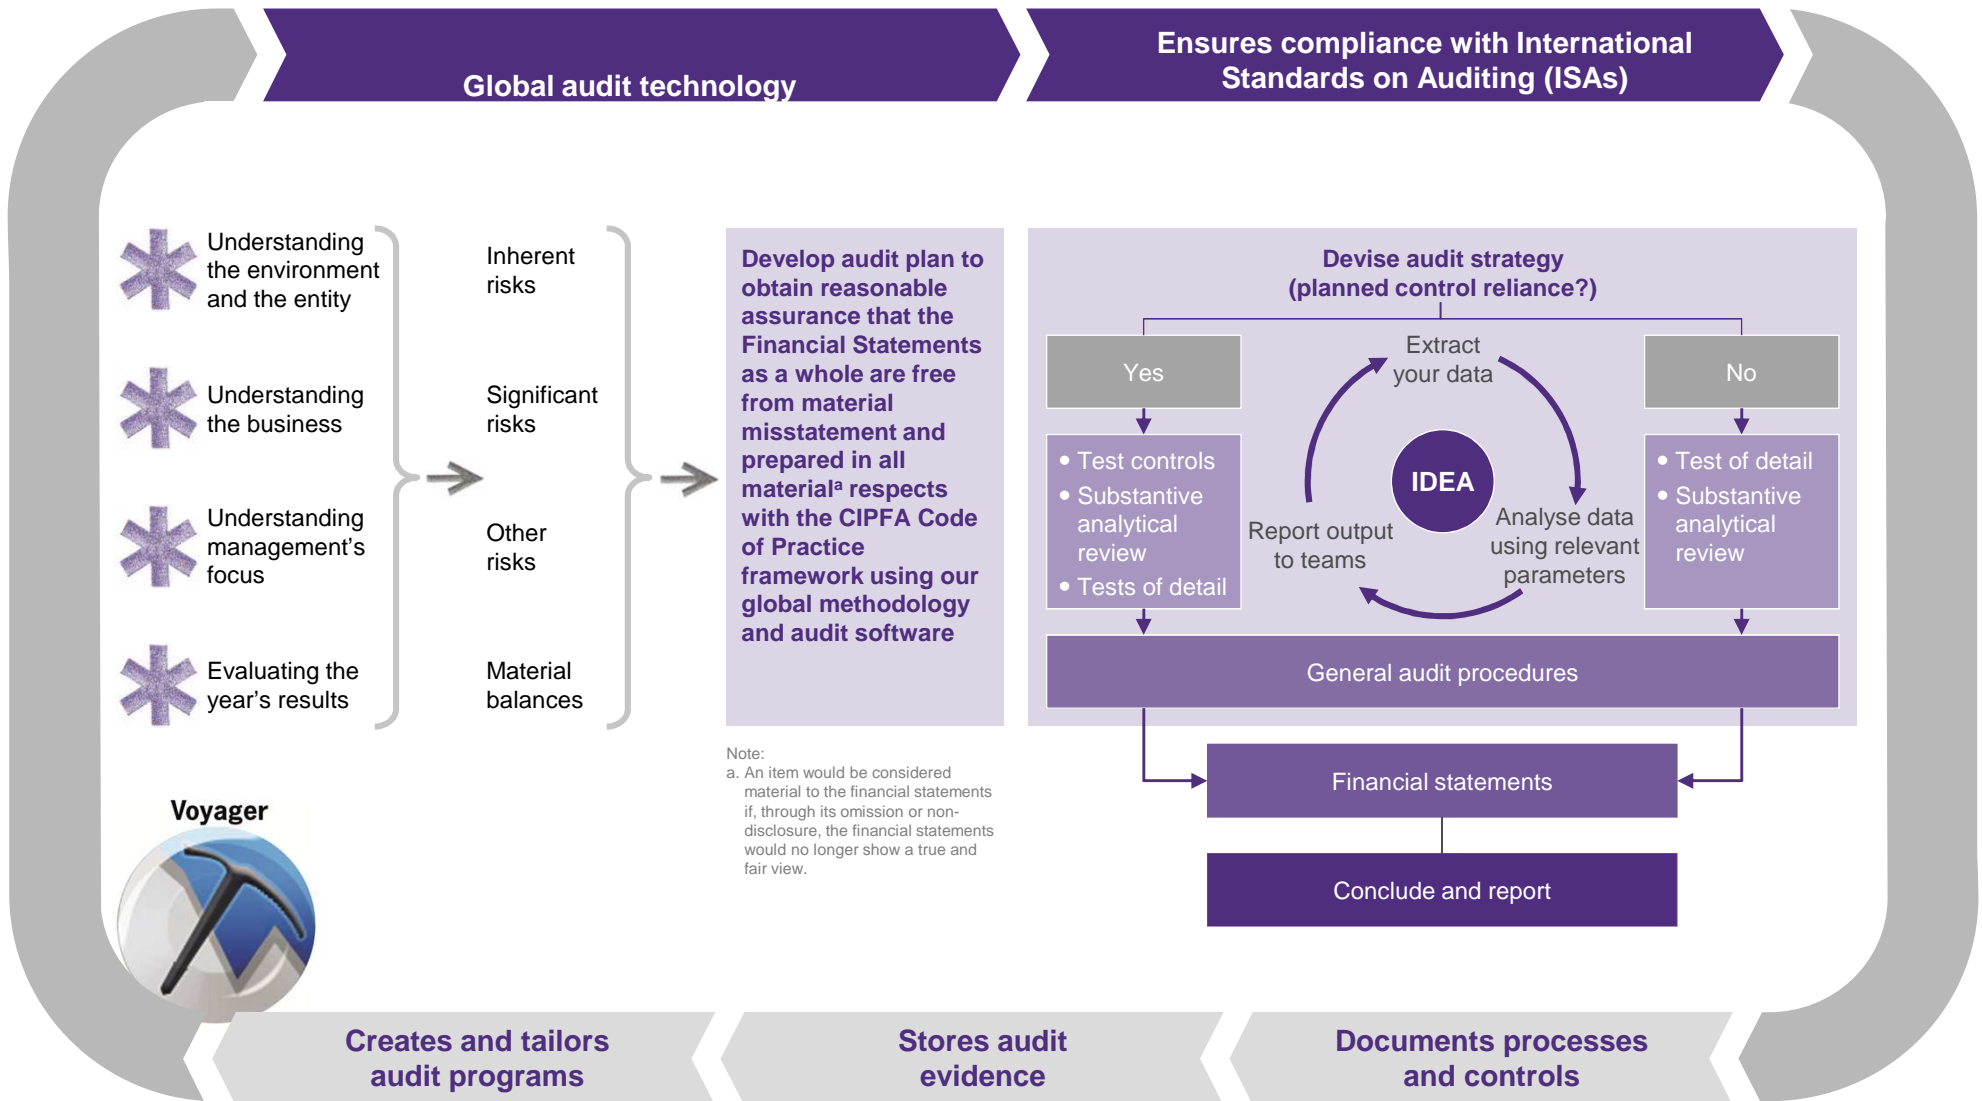 Global audit technology
Ensures compliance with International
Standards on Auditing (ISAs)
Understanding
the environment
and the entity
Understanding
the business
Understanding
management’s
focus
Evaluating the
year’s results
Inherent
risks
Significant
risks
Other
risks
Material
balances
Develop audit plan to
obtain reasonable
assurance that the
Financial Statements
as a whole are free
from material
misstatement and
prepared in all
materialᵃ respects
with the CIPFA Code
of Practice
framework using our
global methodology
and audit software
Note:
a. An item would be considered
material to the financial statements
if, through its omission or non-
disclosure, the financial statements
would no longer show a true and
fair view.
Devise audit strategy
(planned control reliance?)
Yes
• Test controls
• Substantive
analytical
review
• Tests of detail
Extract
your data
IDEA
Analyse data
using relevant
parameters
Report output
to teams
No
• Test of detail
• Substantive
analytical
review
General audit procedures
Financial statements
Conclude and report
Voyager
Creates and tailors
audit programs
Stores audit
evidence
Documents processes
and controls